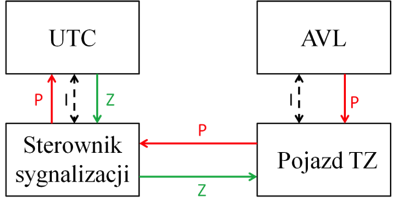 UTC
AVL
P
I
Z
I
P
Sterownik
sygnalizacji
P
Z
Pojazd TZ